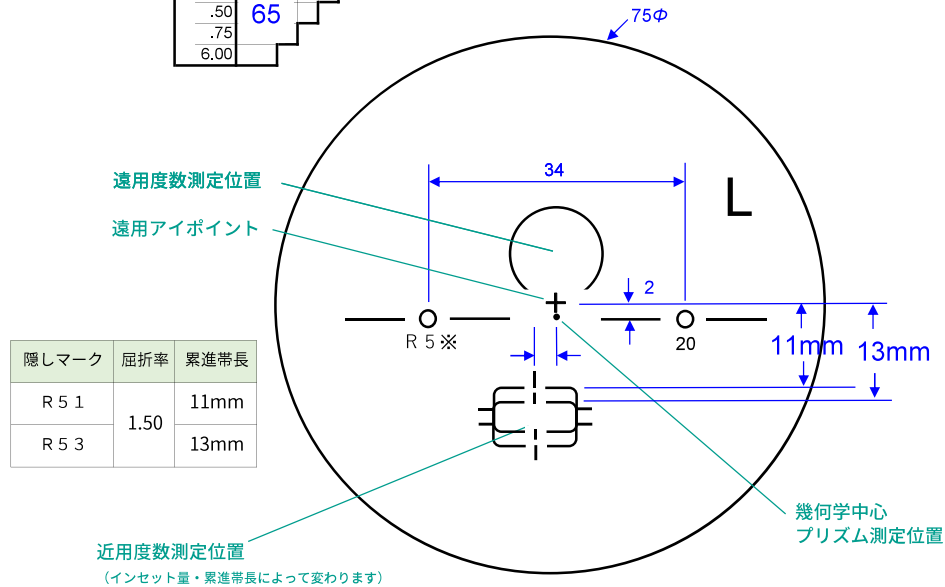 .50
65
.75
6.00
75Φ
34
遠用度数測定位置
L
遠用アイポイント
2
R 5※
20
11mm
13mm
隠しマーク 屈折率 累進帯長
R51 1.50 11mm
R53 13mm
幾何学中心
プリズム測定位置
近用度数測定位置
（インセット量・累進帯長によって変わります）